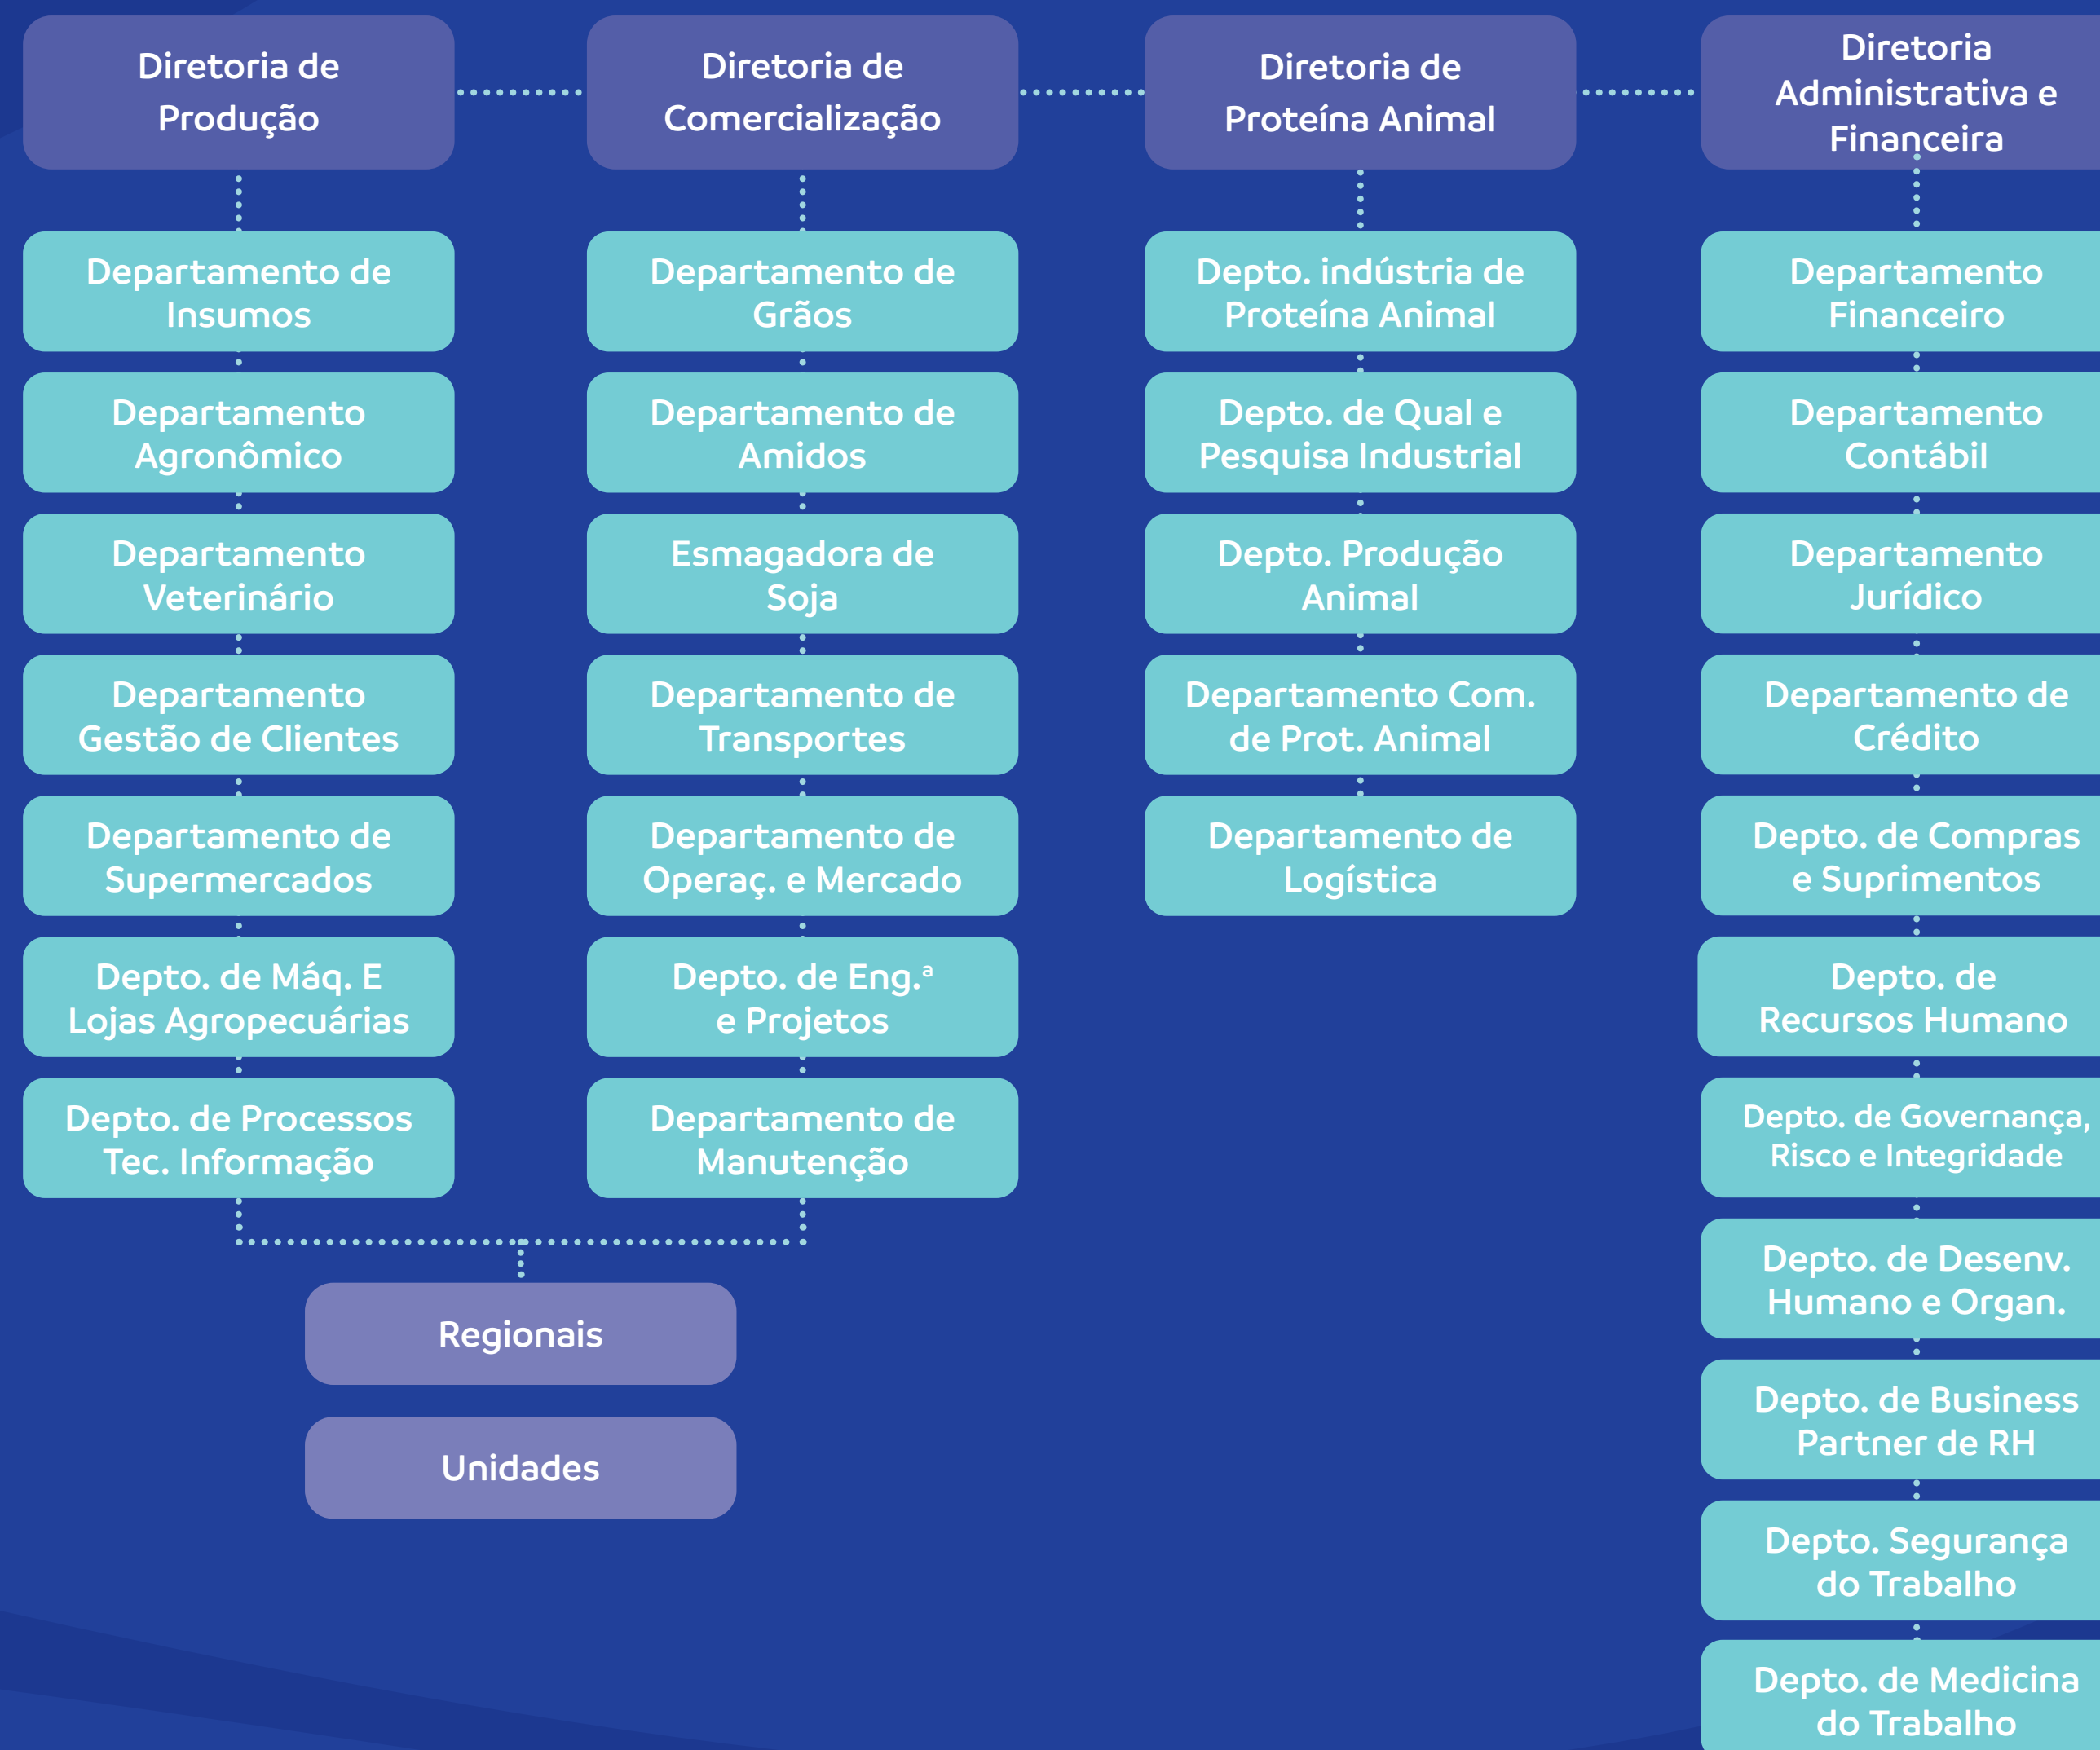 Diretoria de
Produção
Departamento de
Insumos
Departamento
Agronômico
Departamento
Veterinário
Departamento
Gestão de Clientes
Departamento de
Supermercados
Depto. de Máq. E
Lojas Agropecuárias
Depto. de Processos
Tec. Informação
Diretoria de
Comercialização
Departamento de
Grãos
Departamento de
Amidos
Esmagadora de
Soja
Departamento de
Transportes
Departamento de
Operaç. e Mercado
Depto. de Eng.ª
e Projetos
Departamento de
Manutenção
Regionais
Unidades
Diretoria de
Proteína Animal
Depto. indústria de
Proteína Animal
Depto. de Qual e
Pesquisa Industrial
Depto. Produção
Animal
Departamento Com.
de Prot. Animal
Departamento de
Logística
Diretoria
Administrativa e
Financeira
Departamento
Financeiro
Departamento
Contábil
Departamento
Jurídico
Departamento de
Crédito
Depto. de Compras
e Suprimentos
Depto. de
Recursos Humano
Depto. de Governança,
Risco e Integridade
Depto. de Desenv.
Humano e Organ.
Depto. de Business
Partner de RH
Depto. Segurança
do Trabalho
Depto. de Medicina
do Trabalho